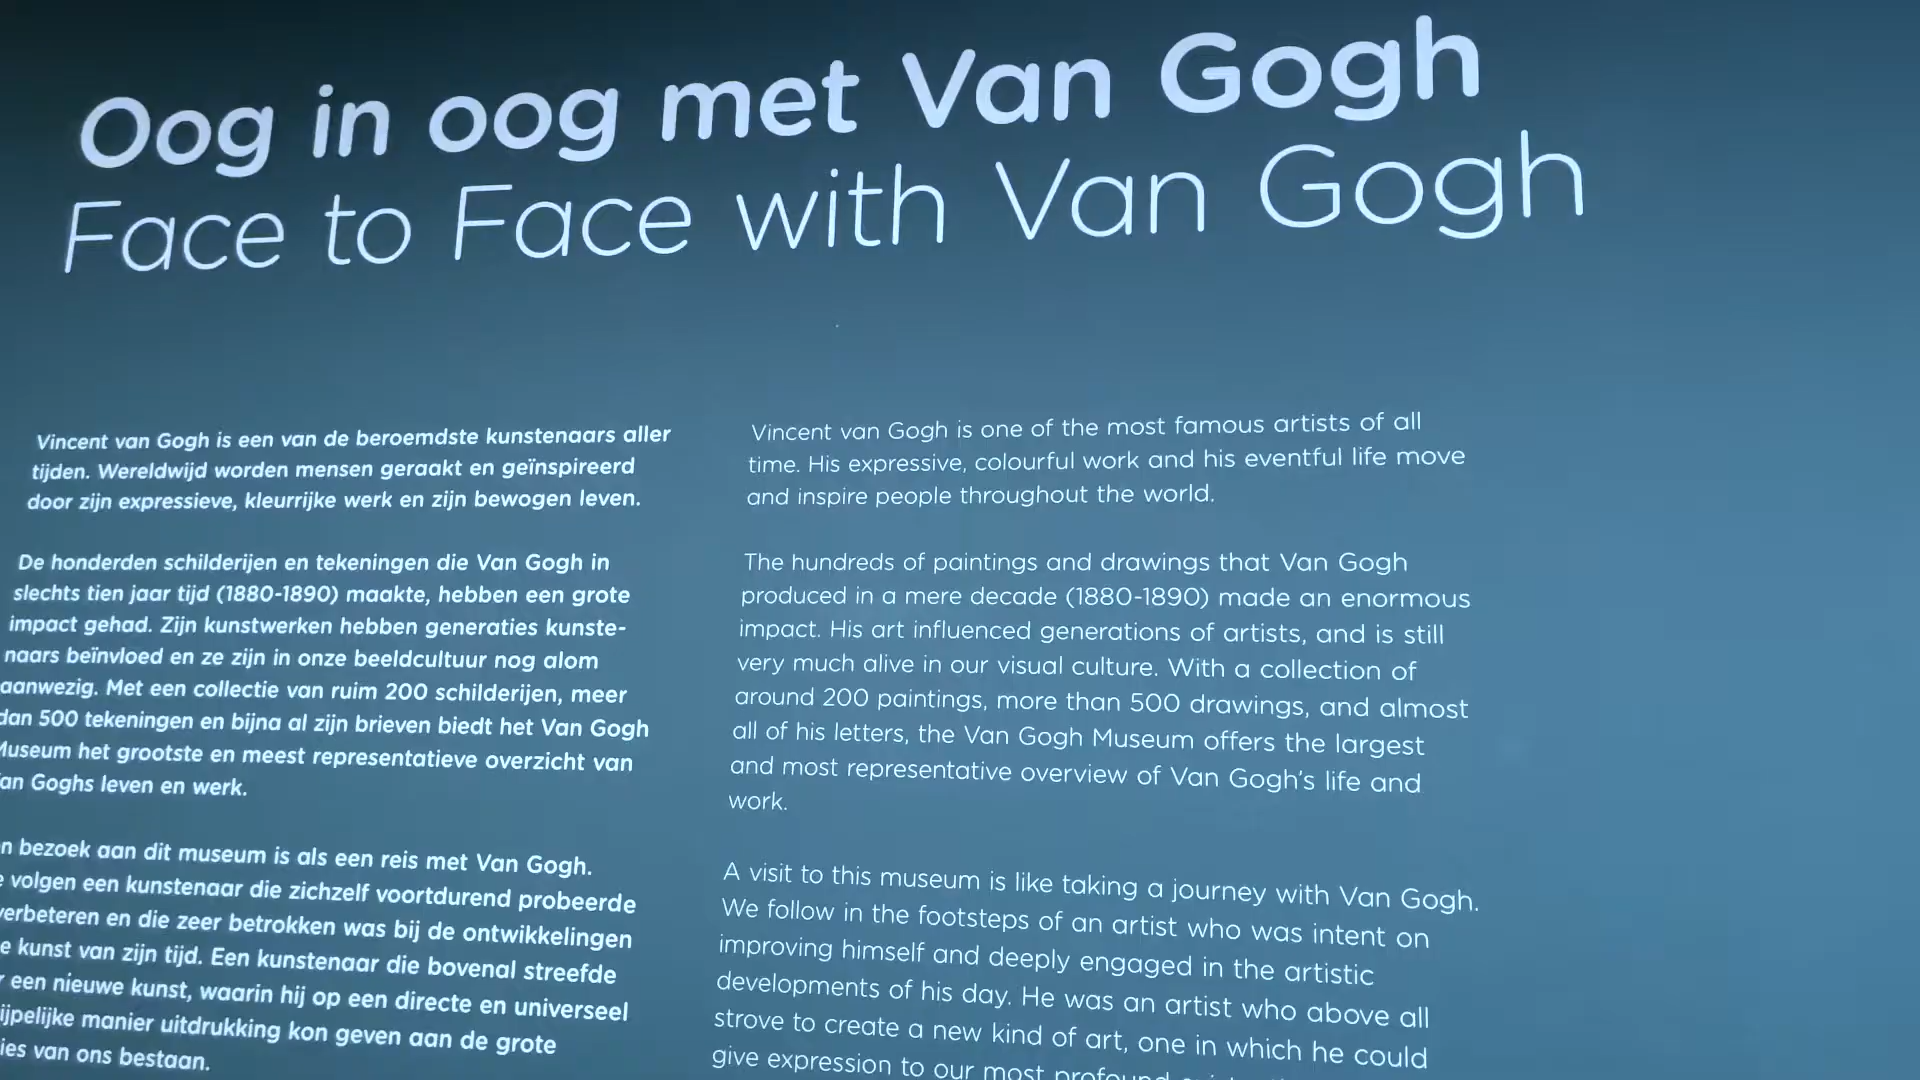 Oog in oog met Van Gogh
Face to Face with Van Gogh
Vincent van Gogh is een van de beroemdste kunstenaars aller
tijden. Wereldwijd worden mensen geraakt en geïnspireerd
door zijn expressieve, kleurrijke werk en zijn bewogen leven.
De honderden schilderijen en tekeningen die Van Gogh in
slechts tien jaar tijd (1880-1890) maakte, hebben een grote
impact gehad. Zijn kunstwerken hebben generaties kunste-
naars beïnvloed en ze zijn in onze beeldcultuur nog alom
aanwezig. Met een collectie van ruim 200 schilderijen, meer
dan 500 tekeningen en bijna al zijn brieven biedt het Van Gogh
Museum het grootste en meest representatieve overzicht van
an Goghs leven en werk.
n bezoek aan dit museum is als een reis met Van Gogh.
volgen een kunstenaar die zichzelf voortdurend probeerde
verbeteren en die zeer betrokken was bij de ontwikkelingen
e kunst van zijn tijd. Een kunstenaar die bovenal streefde
een nieuwe kunst, waarin hij op een directe en universeel
ijpelijke manier uitdrukking kon geven aan de grote
ies van ons bestaan.
Vincent van Gogh is one of the most famous artists of all
time. His expressive, colourful work and his eventful life move
and inspire people throughout the world.
The hundreds of paintings and drawings that Van Gogh
produced in a mere decade (1880-1890) made an enormous
impact. His art influenced generations of artists, and is still
very much alive in our visual culture. With a collection of
around 200 paintings, more than 500 drawings, and almost
all of his letters, the Van Gogh Museum offers the largest
and most representative overview of Van Gogh's life and
work.
A visit to this museum is like taking a journey with Van Gogh.
We follow in the footsteps of an artist who was intent on
improving himself and deeply engaged in the artistic
developments of his day. He was an artist who above all
strove to create a new kind of art, one in which he could
give expression to our most profound